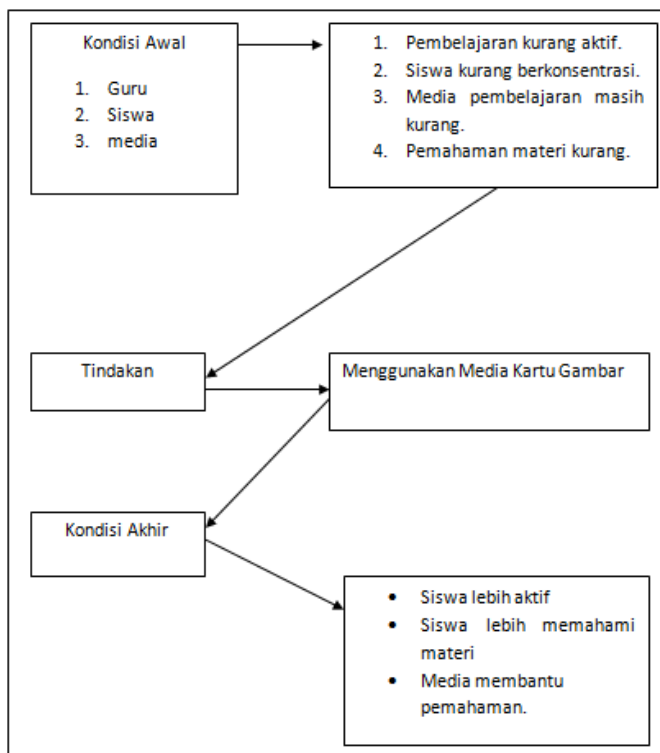 Kondisi Awal
1. Guru
2. Siswa
3. media
1. Pembelajaran kurang aktif.
2. Siswa kurang berkonsentrasi.
3. Media pembelajaran masih
kurang.
4. Pemahaman materi kurang.
Tindakan
Menggunakan Media Kartu Gambar
Kondisi Akhir
• Siswa lebih aktif
• Siswa lebih memahami
materi
• Media membantu
pemahaman.